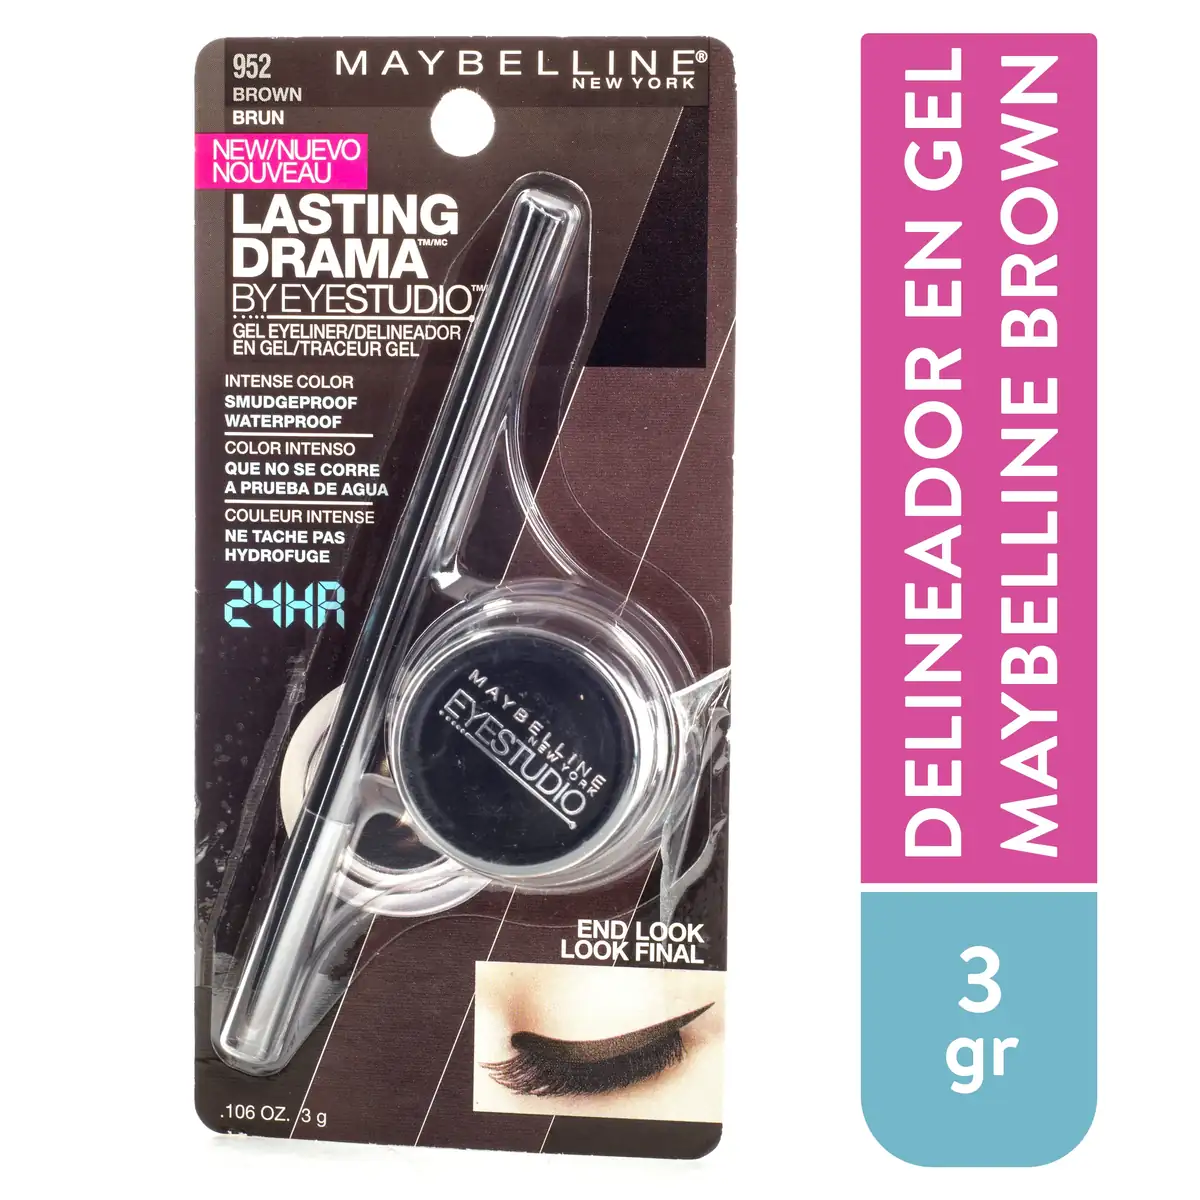 952
BROWN
BRUN
MAYBELLINE®
NEW YORK
NEW/NUEVO
NOUVEAU
LASTING
DRAMA™/MC
BY EYESTUDIO™/
GEL EYELINER/DELINEADOR
EN GEL/TRACEUR GEL
INTENSE COLOR
SMUDGEPROOF
WATERPROOF
COLOR INTENSO
QUE NO SE CORRE
A PRUEBA DE AGUA
COULEUR INTENSE
NE TACHE PAS
HYDROFUGE
24HR
MAYBELLINE
NEW YORK
EYESTUDIO
END LOOK
LOOK FINAL
.106 OZ. 3 g
DELINEADOR EN GEL
MAYBELLINE BROWN
3
gr